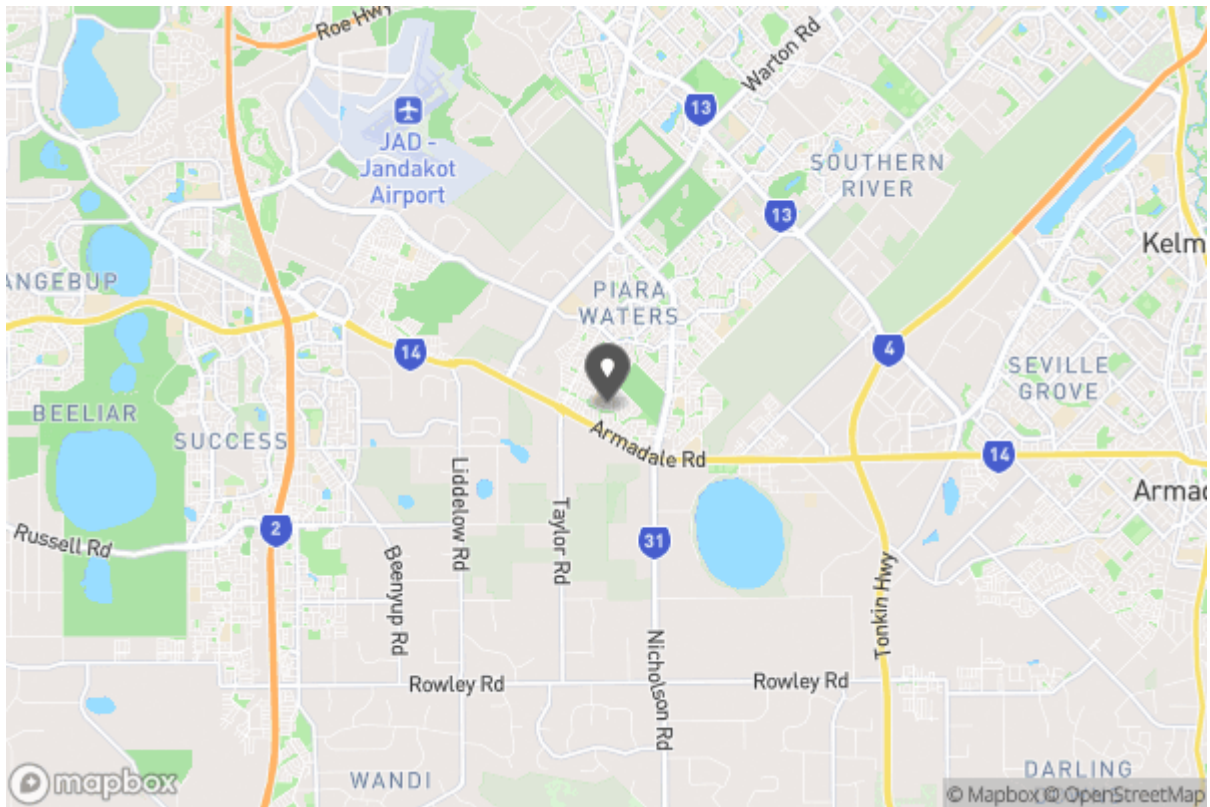 Roe Hwy
Warton Rd
13
JAD -
Jandakot
Airport
SOUTHERN
RIVER
13
Kelm
ANGEBUP
PIARA
WATERS
14
4
SEVILLE
GROVE
BEELIAR
SUCCESS
Armadale Rd
14
Liddelow Rd
Taylor Rd
Armad
Russell Rd
2
31
Beenyup Rd
Tonkin Hwy
Nicholson Rd
Rowley Rd
Rowley Rd
WANDI
DARLING
mapbox
© Mapbox © OpenStreetMap